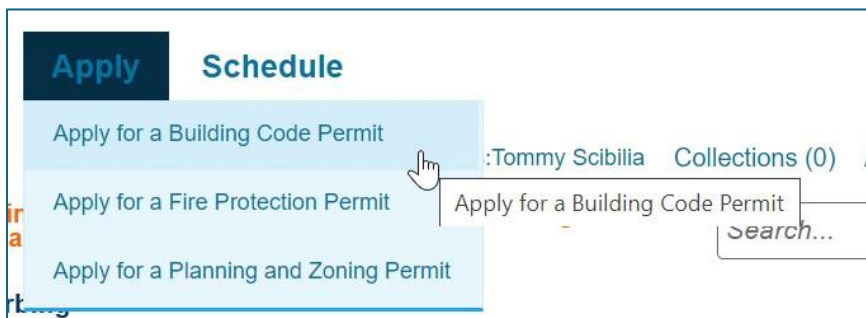 Apply Schedule
Apply for a Building Code Permit
:Tommy Scibilia Collections (0)
Apply for a Fire Protection Permit
Apply for a Building Code Permit
Search...
Apply for a Planning and Zoning Permit